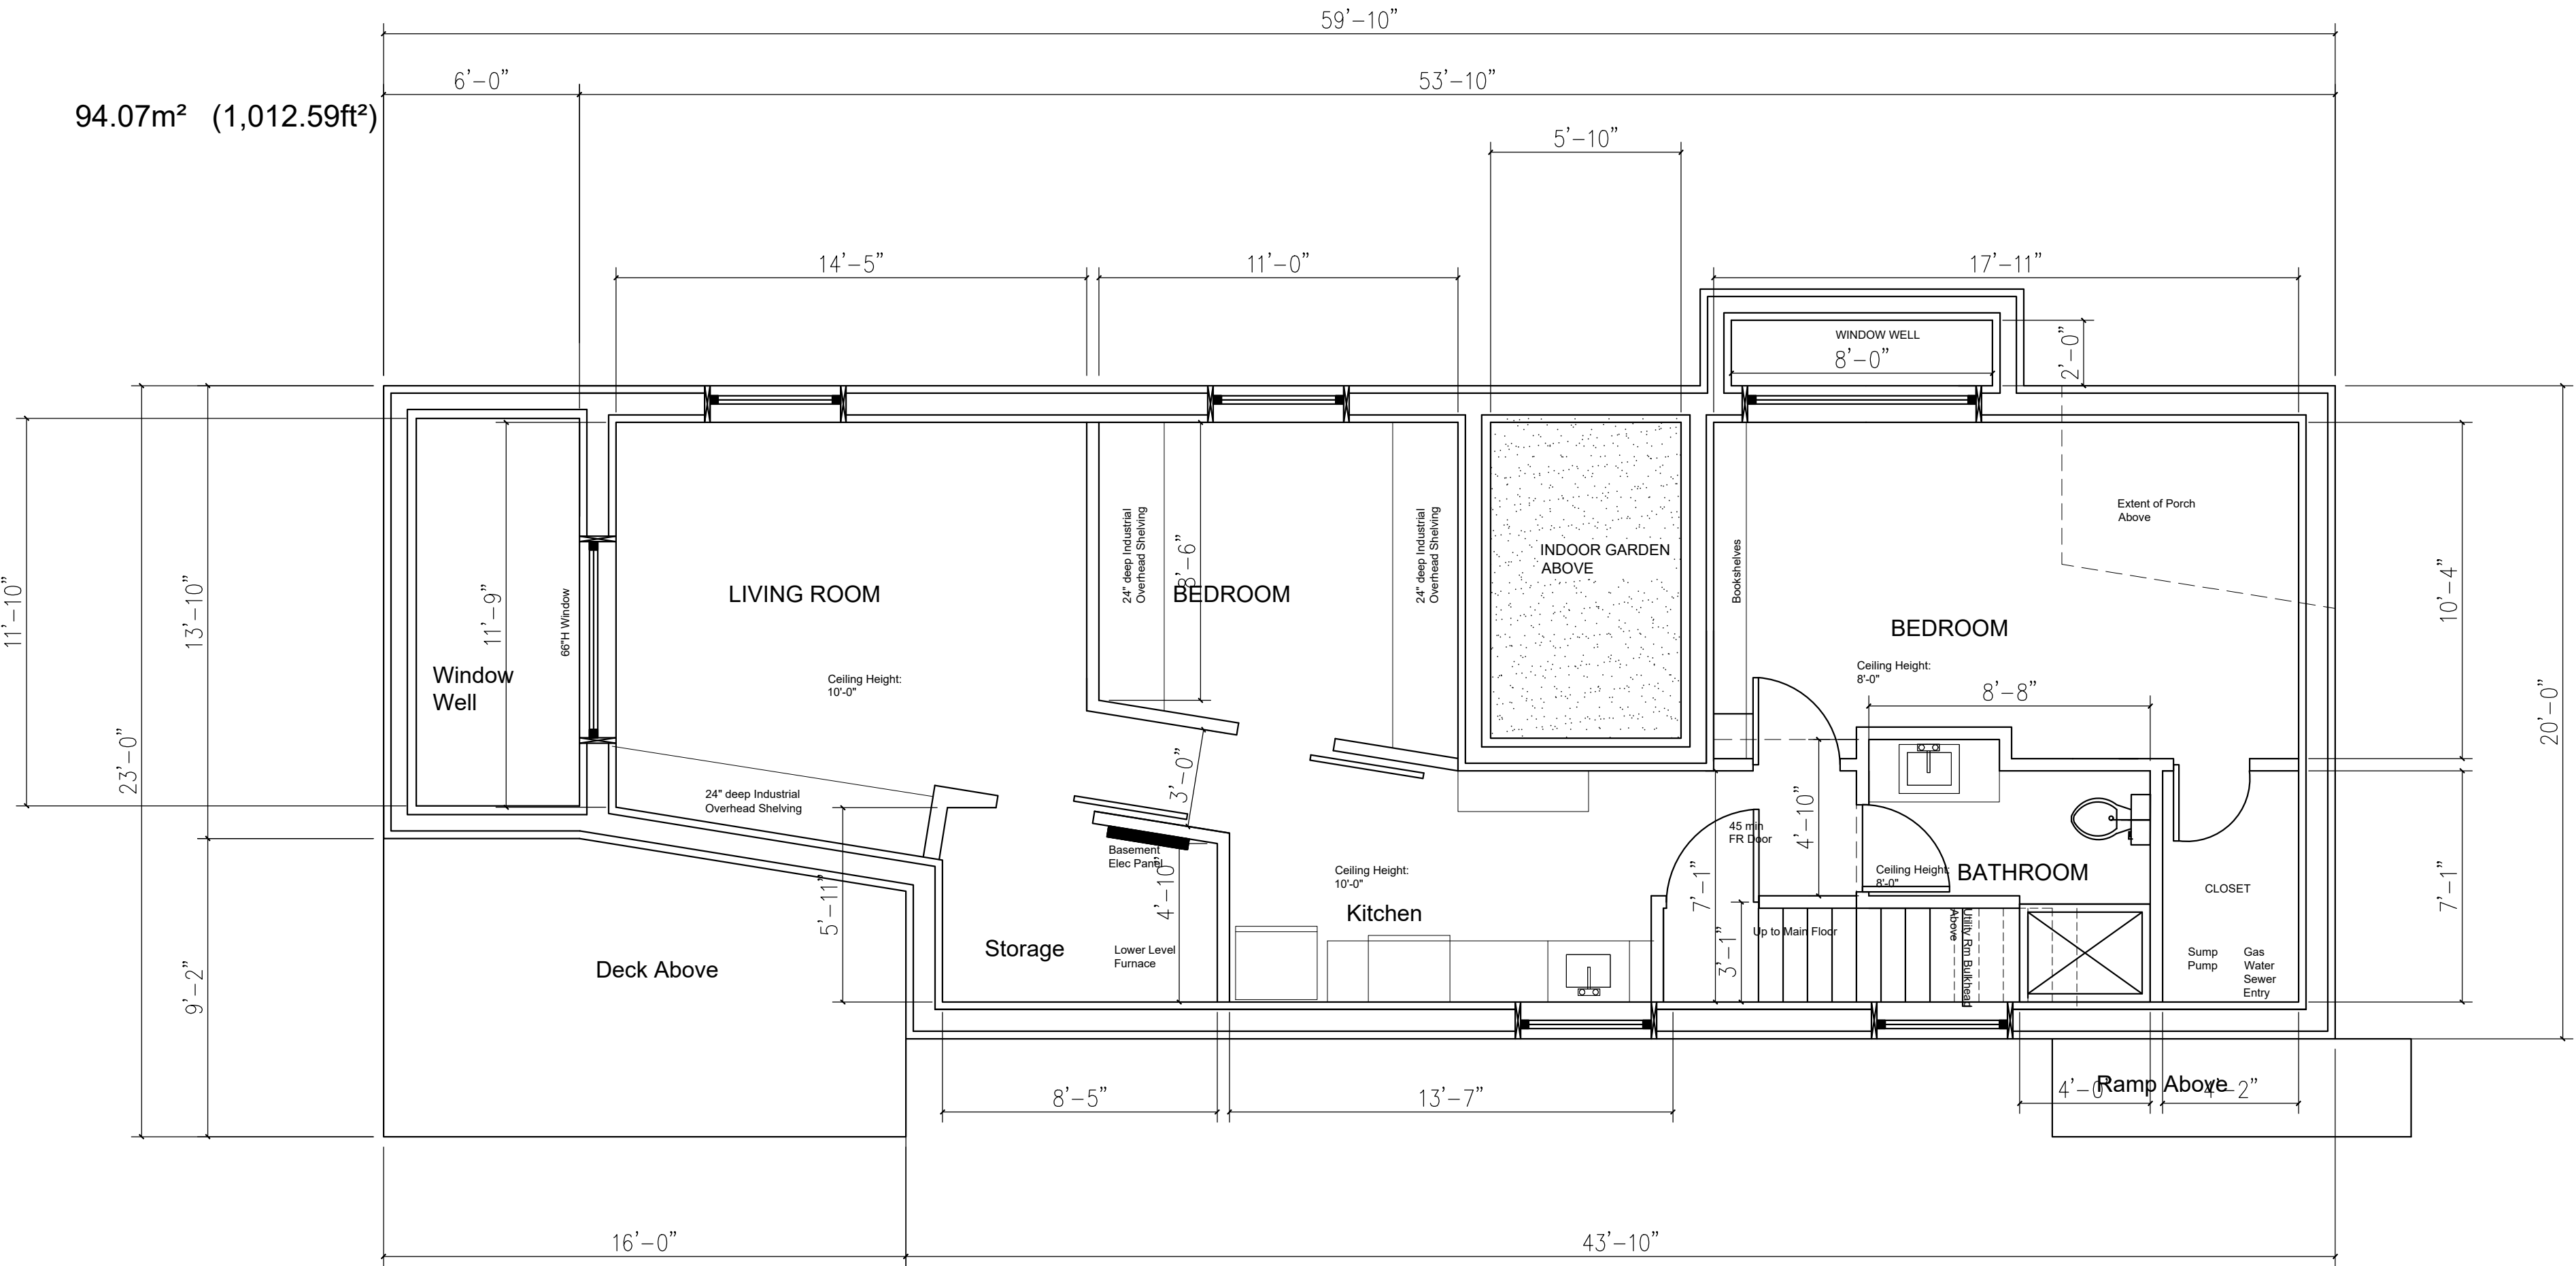 59'-10"
6'-0"
53'-10"
94.07m² (1,012.59ft²)
5'-10"
14'-5"
11'-0"
17'-11"
WINDOW WELL
8'-0"
2'-0"
11'-10"
13'-10"
23'-0"
9'-2"
11'-9"
66"H Window
Window
Well
LIVING ROOM
Ceiling Height:
10'-0"
24" deep Industrial
Overhead Shelving
24" deep Industrial
Overhead Shelving
8'-6"
BEDROOM
24" deep Industrial
Overhead Shelving
INDOOR GARDEN
ABOVE
Bookshelves
Extent of Porch
Above
BEDROOM
Ceiling Height:
8'-0"
8'-8"
10'-4"
20'-0"
7'-1"
3'-0"
Basement
Elec Panel
4'-10"
5'-11"
Storage
Lower Level
Furnace
Deck Above
Ceiling Height:
10'-0"
Kitchen
45 min
FR Door
4'-10"
7'-1"
3'-1"
Up to Main Floor
Ceiling Height:
8'-0"
BATHROOM
Utility Rm Bulkhead
Above
CLOSET
Sump
Pump
Gas
Water
Sewer
Entry
8'-5"
13'-7"
4'-0"
Ramp Above
4'-2"
16'-0"
43'-10"